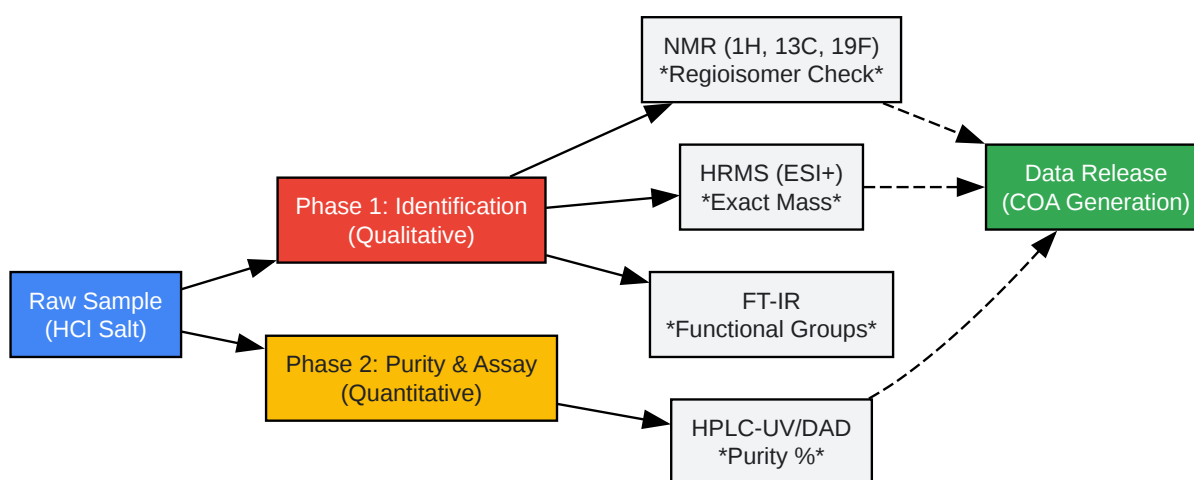 NMR (1H, 13C, 19F)
*Regioisomer Check*
HRMS (ESI+)
*Exact Mass*
Data Release
(COA Generation)
Phase 1: Identification
(Qualitative)
Raw Sample
(HCl Salt)
FT-IR
*Functional Groups*
Phase 2: Purity & Assay
(Quantitative)
HPLC-UV/DAD
*Purity %*